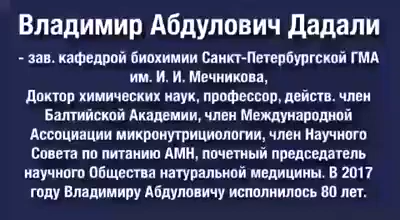 Владимир Абдулович Дадали
- зав. кафедрой биохимии Санкт-Петербургской ГМА
им. И. И. Мечникова,
Доктор химических наук, профессор, действ. член
Балтийской Академии, член Международной
Ассоциации микронутрициологии, член Научного
Совета по питанию АМН, почетный председатель
научного Общества натуральной медицины. В 2017
году Владимиру Абдуловичу исполнилось 80 лет.